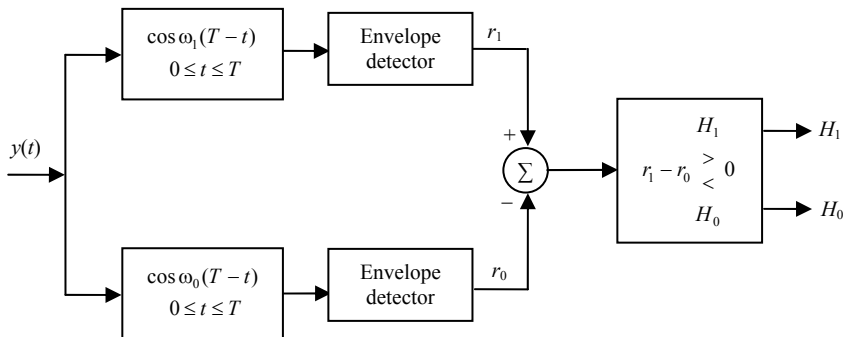 cos ω₁(T − t)
0 ≤ t ≤ T
Envelope
detector
r₁
y(t)
+
Σ
−
H₁
r₁ − r₀ > < 0
H₀
H₁
H₀
cos ω₀(T − t)
0 ≤ t ≤ T
Envelope
detector
r₀